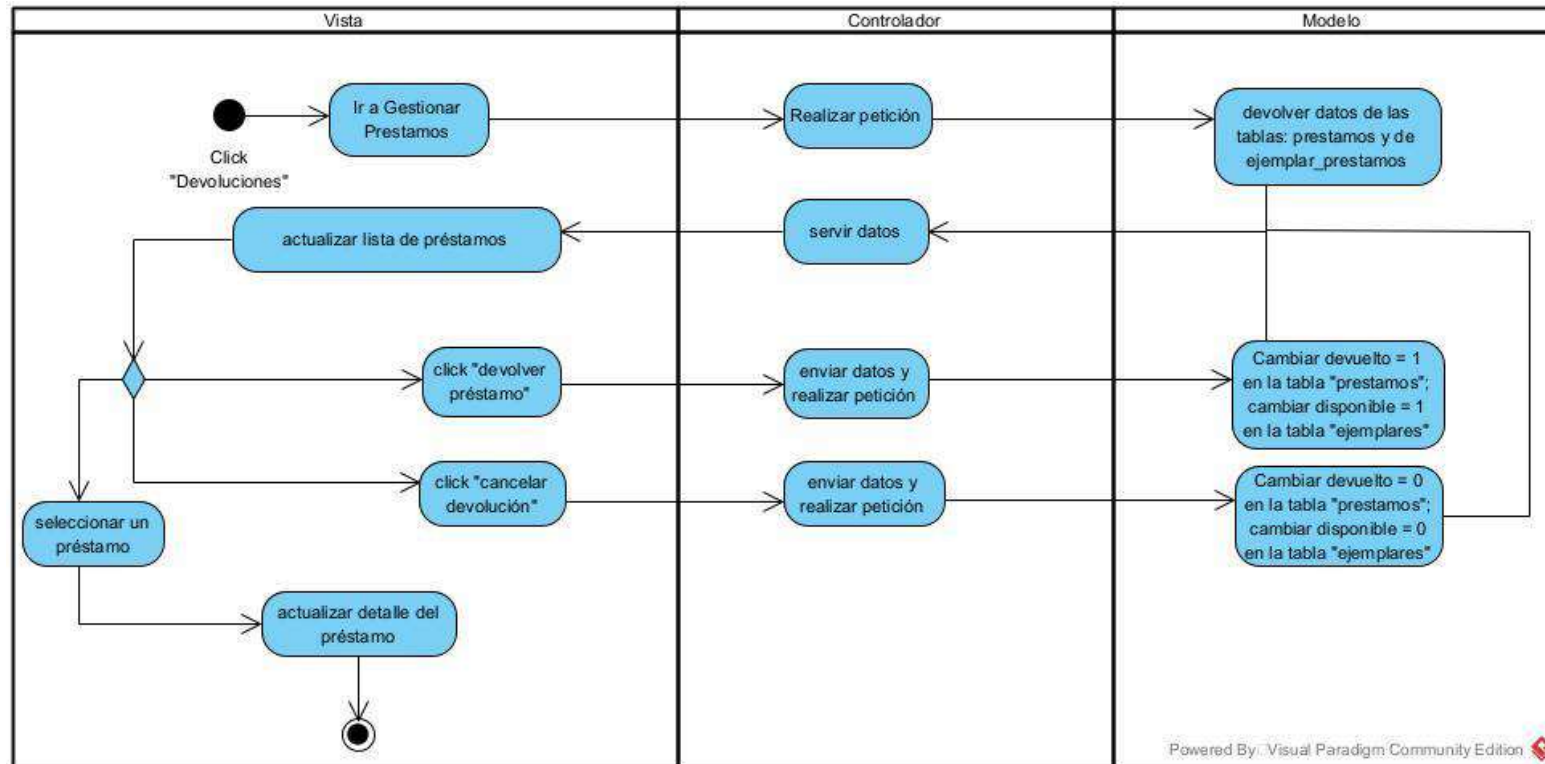 Vista
Controlador
Modelo
Click
"Devoluciones"
Ir a Gestionar
Prestamos
Realizar petición
devolver datos de las
tablas: prestamos y de
ejemplar_prestamos
actualizar lista de préstamos
servir datos
click "devolver
préstamo"
enviar datos y
realizar petición
Cambiar devuelto = 1
en la tabla "prestamos";
cambiar disponible = 1
en la tabla "ejemplares"
click "cancelar
devolución"
enviar datos y
realizar petición
Cambiar devuelto = 0
en la tabla "prestamos";
cambiar disponible = 0
en la tabla "ejemplares"
seleccionar un
préstamo
actualizar detalle del
préstamo
Powered By Visual Paradigm Community Edition